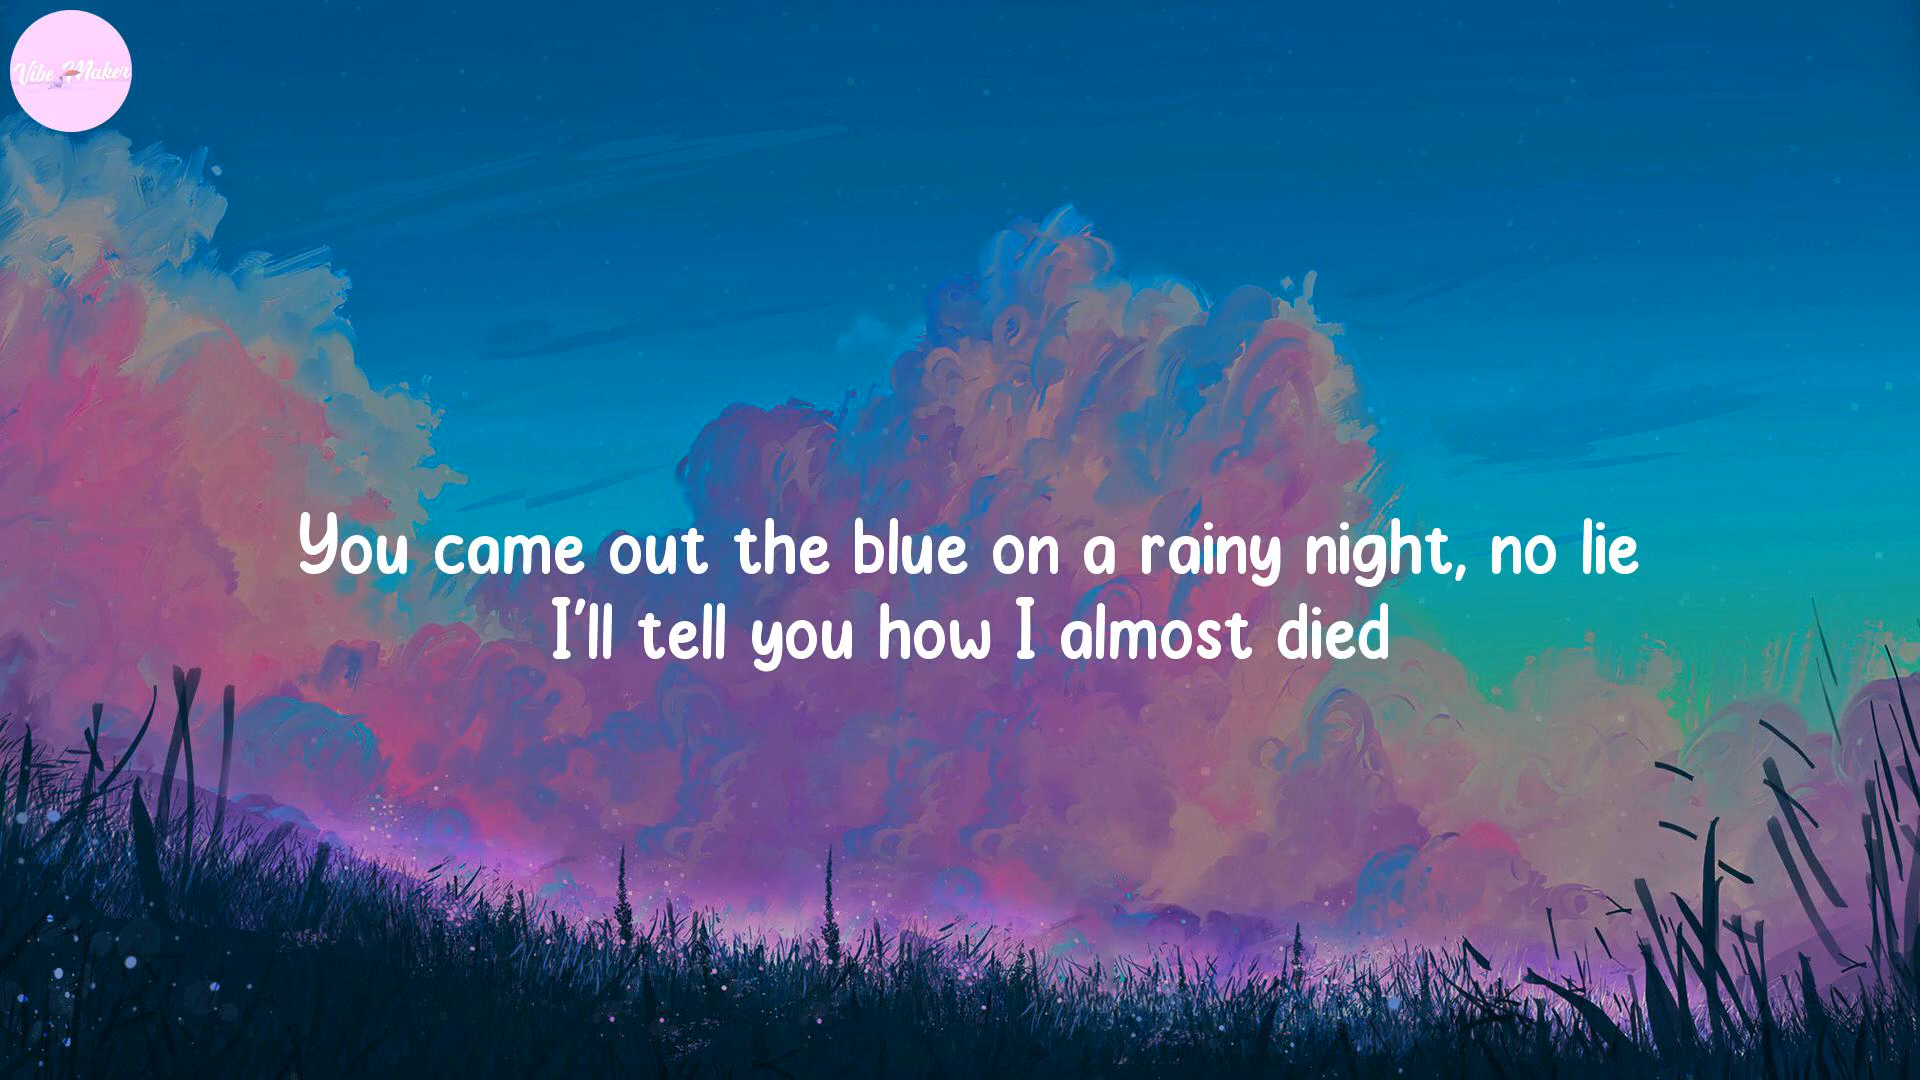 Vibe Maker
You came out the blue on a rainy night, no lie
I'll tell you how I almost died